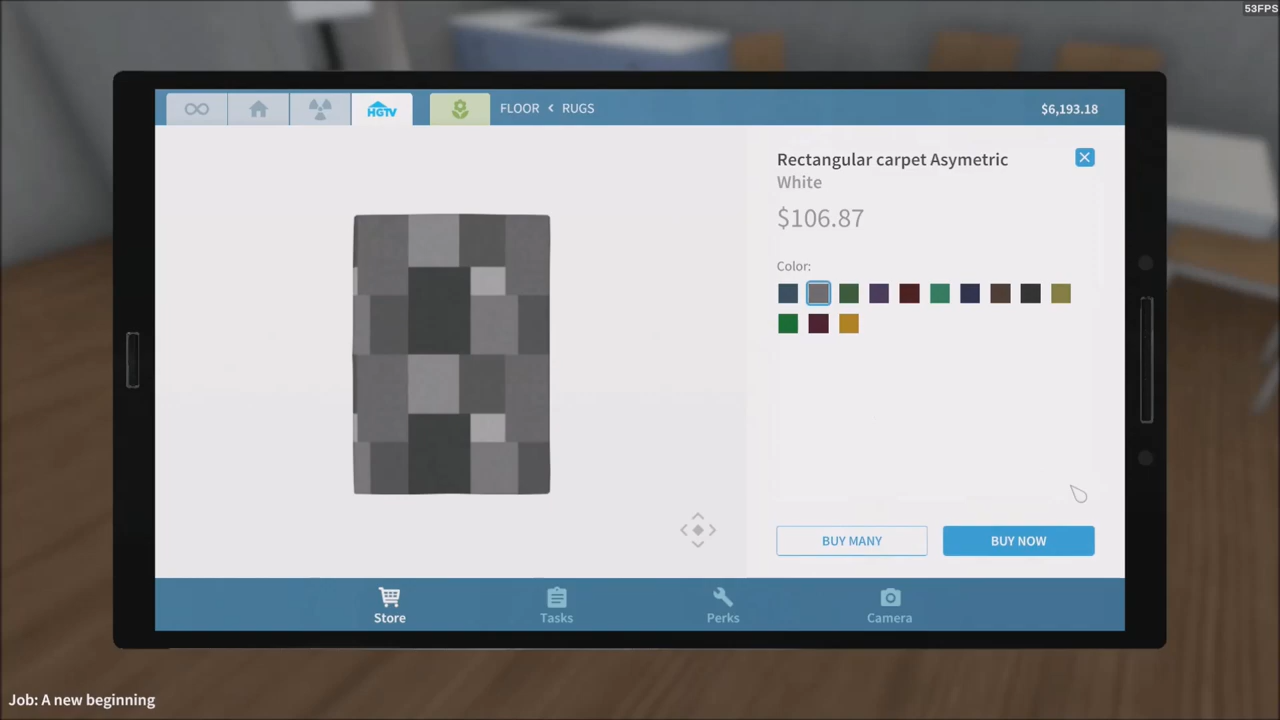 53FPS
HGTV
FLOOR < RUGS
$6,193.18
Rectangular carpet Asymetric
White
$106.87
Color:
BUY MANY
BUY NOW
Store
Tasks
Perks
Camera
Job: A new beginning